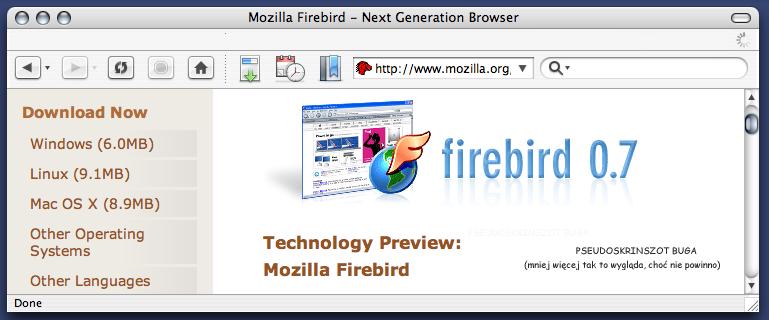 Mozilla Firebird - Next Generation Browser
http://www.mozilla.org,
Download Now
Windows (6.0MB)
Linux (9.1MB)
Mac OS X (8.9MB)
Other Operating
Systems
Other Languages
firebird 0.7
PSEUDOSKRINSZOT BUGA
Technology Preview:
Mozilla Firebird
PSEUDOSKRINSZOT BUGA
(mniej więcej tak to wygląda, choć nie powinno)
Done